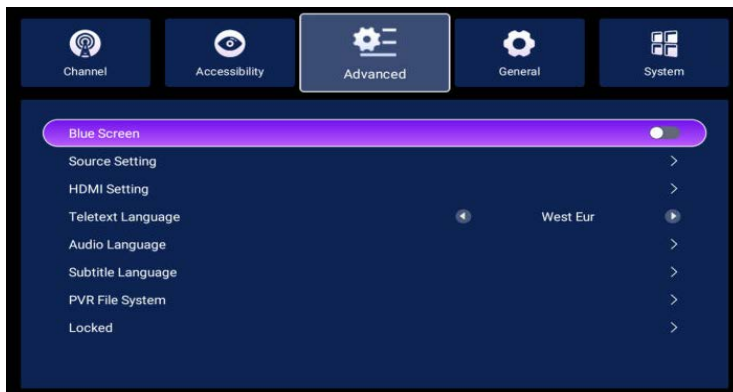 Channel
Accessibility
Advanced
General
System
Blue Screen
Source Setting
HDMI Setting
Teletext Language West Eur
Audio Language
Subtitle Language
PVR File System
Locked